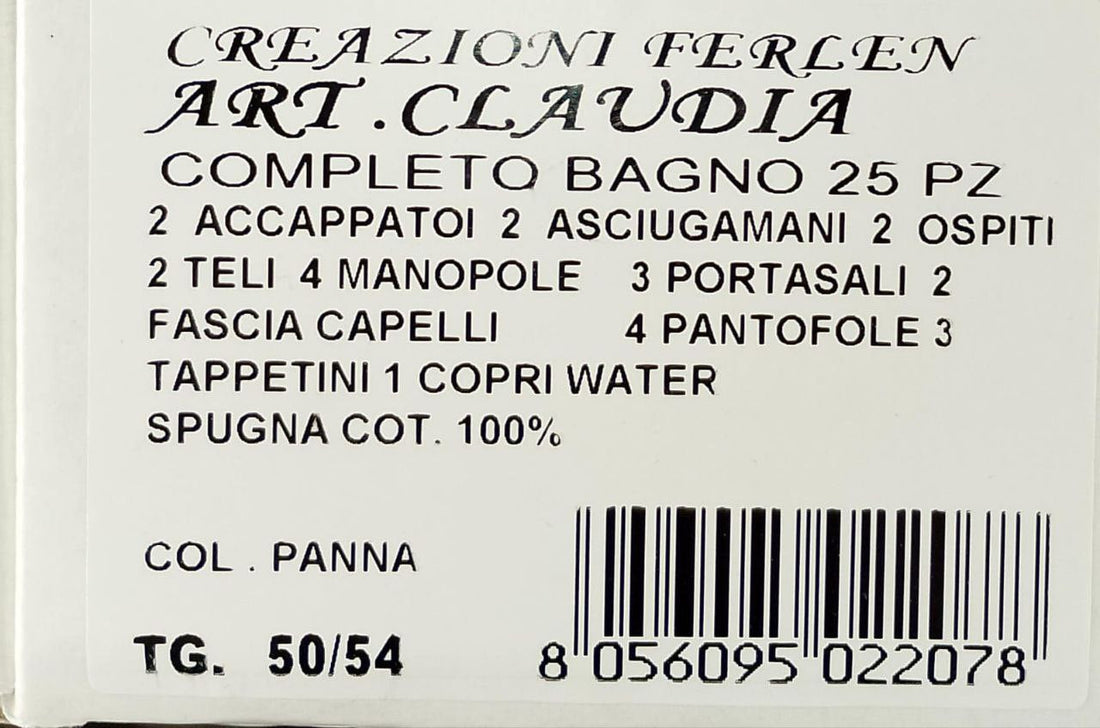 CREAZIONI FERLEN
ART.CLAUDIA
COMPLETO BAGNO 25 PZ
2 ACCAPPATOI 2 ASCIUGAMANI 2 OSPITI
2 TELI 4 MANOPOLE 3 PORTASALI 2
FASCIA CAPELLI 4 PANTOFOLE 3
TAPPETINI 1 COPRI WATER
SPUGNA COT. 100%
COL . PANNA
TG. 50/54
8 056095 022078